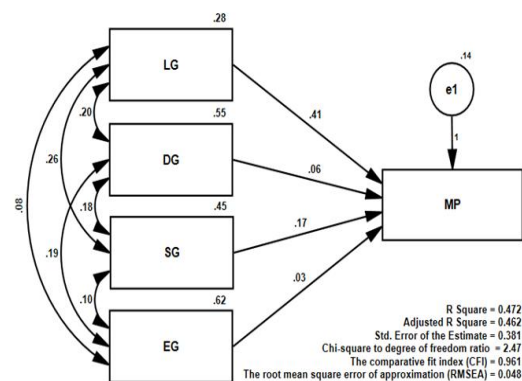 .28
LG
.14
e1
.20
.55
.41
1
DG
.26
.06
.08
.18
.45
MP
.17
SG
.19
.03
.10
.62
EG
R Square = 0.472
Adjusted R Square = 0.462
Std. Error of the Estimate = 0.381
Chi-square to degree of freedom ratio = 2.47
The comparative fit index (CFI) = 0.961
The root mean square error of approximation (RMSEA) = 0.048